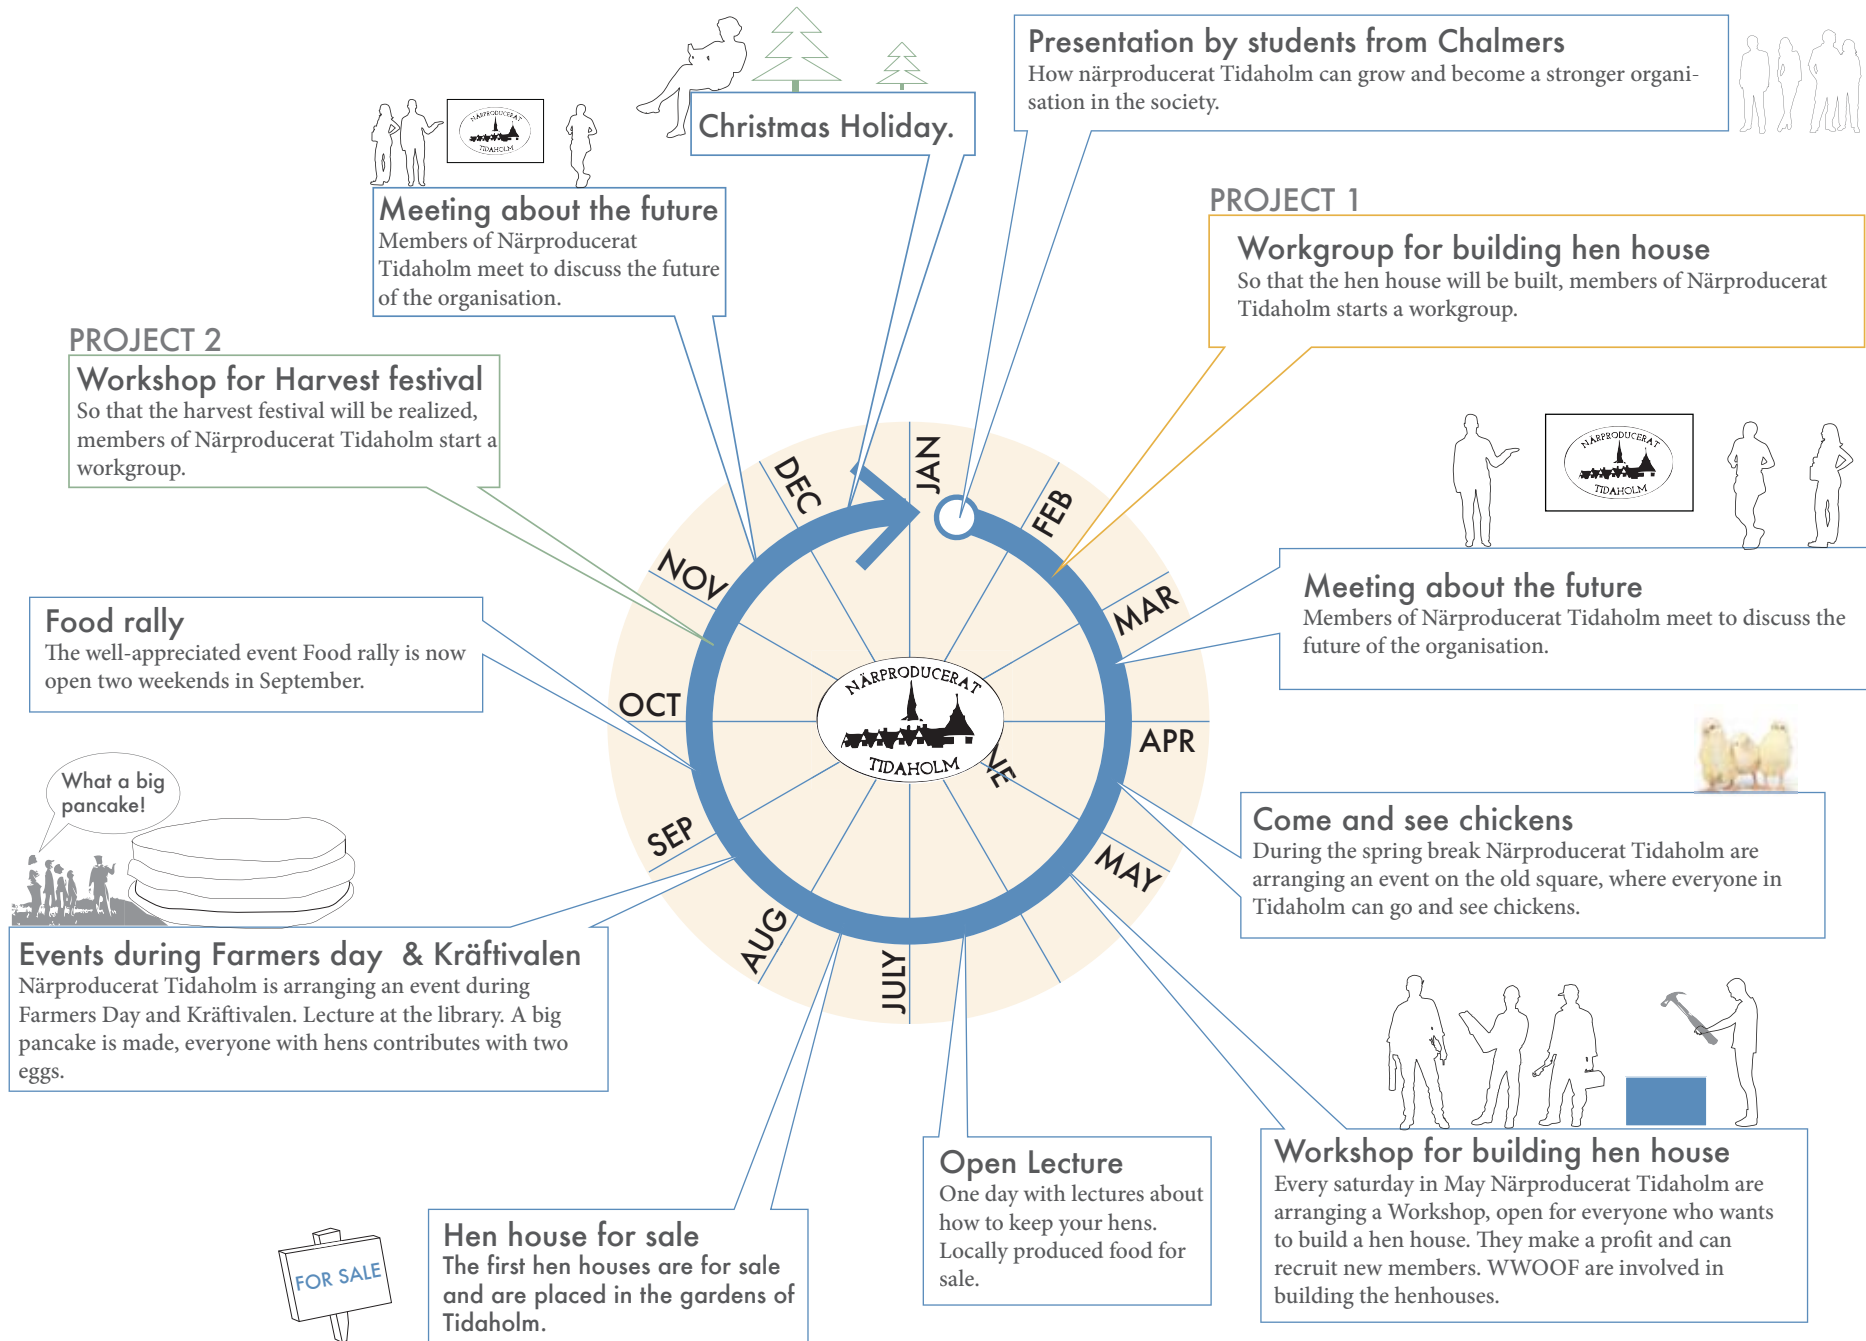 Presentation by students from Chalmers
How närproducerat Tidaholm can grow and become a stronger organi-
sation in the society.
Christmas Holiday.
NÄRPRODUCERAT
TIDAHOLM
Meeting about the future
Members of Närproducerat
Tidaholm meet to discuss the future
of the organisation.
PROJECT 1
Workgroup for building hen house
So that the hen house will be built, members of Närproducerat
Tidaholm starts a workgroup.
PROJECT 2
Workshop for Harvest festival
So that the harvest festival will be realized,
members of Närproducerat Tidaholm start a
workgroup.
NÄRPRODUCERAT
TIDAHOLM
Meeting about the future
Members of Närproducerat Tidaholm meet to discuss the
future of the organisation.
Food rally
The well-appreciated event Food rally is now
open two weekends in September.
JAN
FEB
MAR
APR
MAY
NE
JULY
AUG
SEP
OCT
NOV
DEC
NÄRPRODUCERAT
TIDAHOLM
What a big
pancake!
Come and see chickens
During the spring break Närproducerat Tidaholm are
arranging an event on the old square, where everyone in
Tidaholm can go and see chickens.
Events during Farmers day & Kräftivalen
Närproducerat Tidaholm is arranging an event during
Farmers Day and Kräftivalen. Lecture at the library. A big
pancake is made, everyone with hens contributes with two
eggs.
Workshop for building hen house
Every saturday in May Närproducerat Tidaholm are
arranging a Workshop, open for everyone who wants
to build a hen house. They make a profit and can
recruit new members. WWOOF are involved in
building the henhouses.
Open Lecture
One day with lectures about
how to keep your hens.
Locally produced food for
sale.
FOR SALE
Hen house for sale
The first hen houses are for sale
and are placed in the gardens of
Tidaholm.